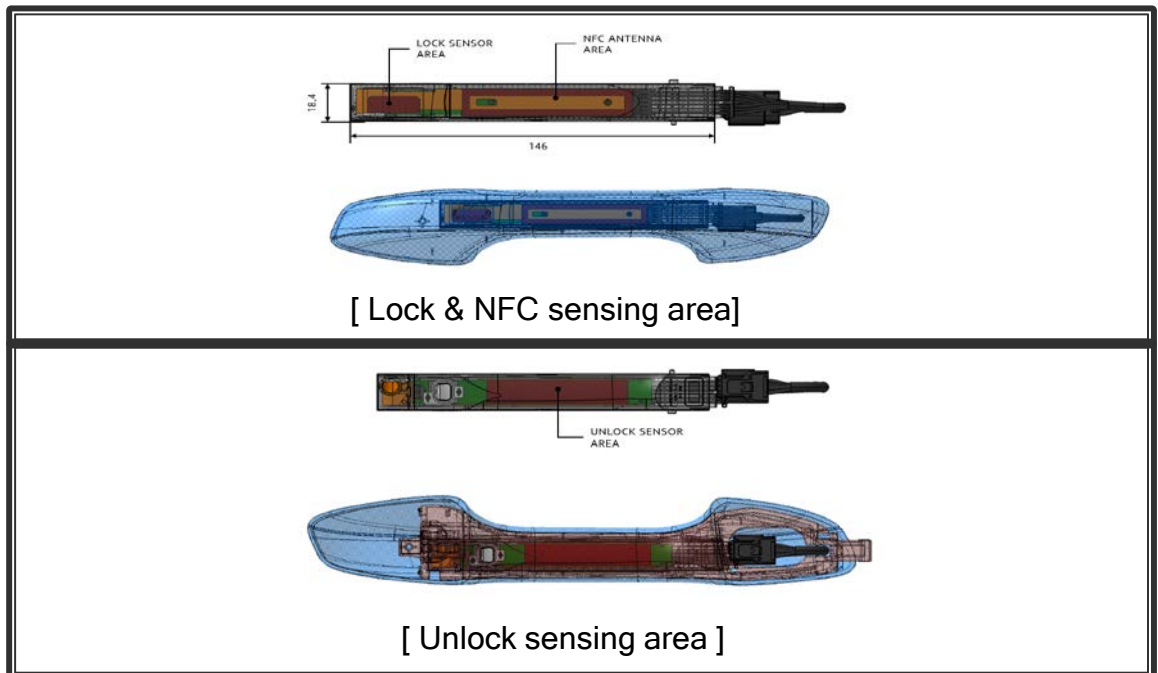 LOCK SENSOR
AREA
NFC ANTENNA
AREA
18,4
146
[ Lock & NFC sensing area]
UNLOCK SENSOR
AREA
[ Unlock sensing area ]